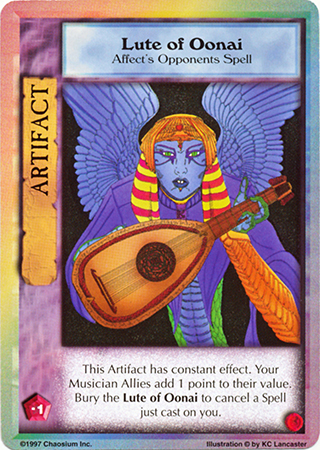 Lute of Oonai
Affect's Opponents Spell
ARTIFACT
This Artifact has constant effect. Your
Musician Allies add 1 point to their value.
Bury the Lute of Oonai to cancel a Spell
just cast on you.
-1
©1997 Chaosium Inc.
Illustration © by KC Lancaster